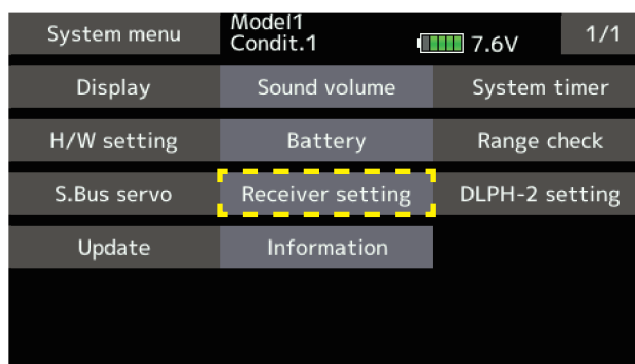 System menu
Model1
Condit.1
7.6V
1/1
Display
Sound volume
System timer
H/W setting
Battery
Range check
S.Bus servo
Receiver setting
DLPH-2 setting
Update
Information